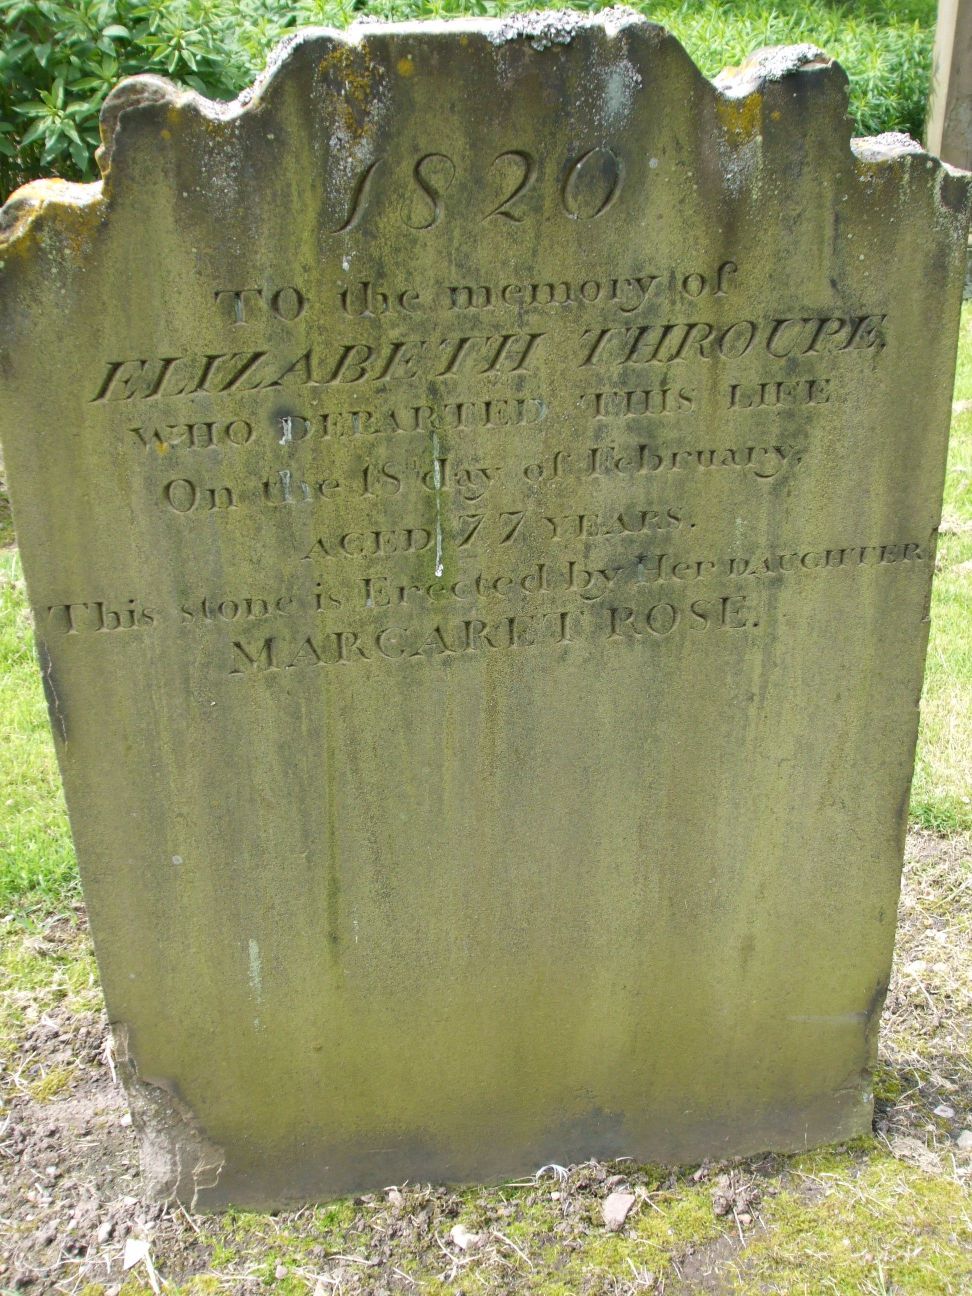 1820
TO the memory of
ELIZABETH THROUPE,
WHO DEPARTED THIS LIFE
On the 18th day of February,
AGED 77 YEARS.
This stone is Erected by Her DAUGHTER
MARGARET ROSE.